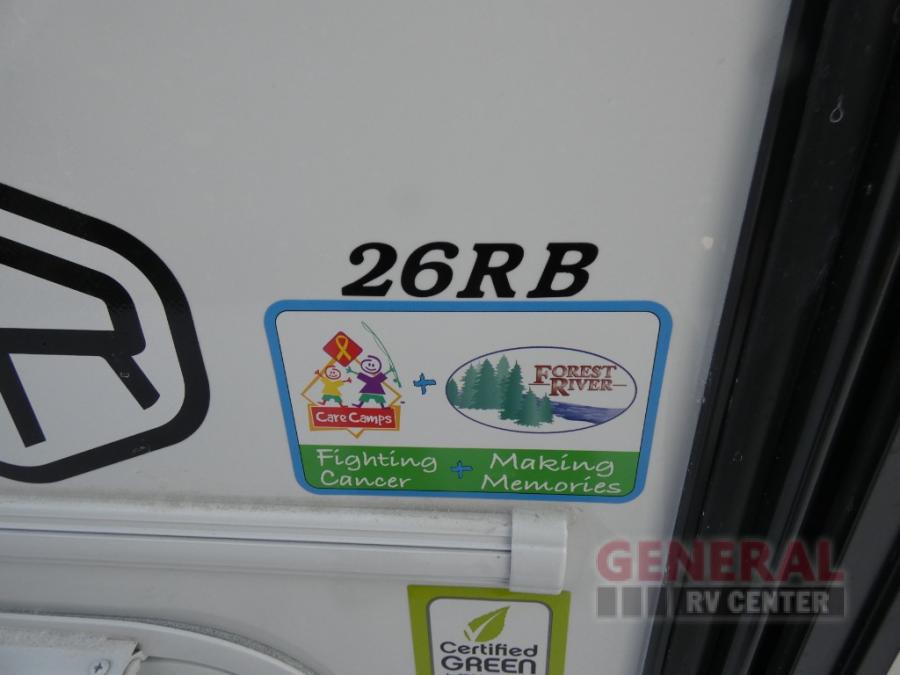 26RB
Care Camps
+
FOREST
RIVER
Fighting + Making
Cancer Memories
GENERAL
RV CENTER
Certified
GREEN